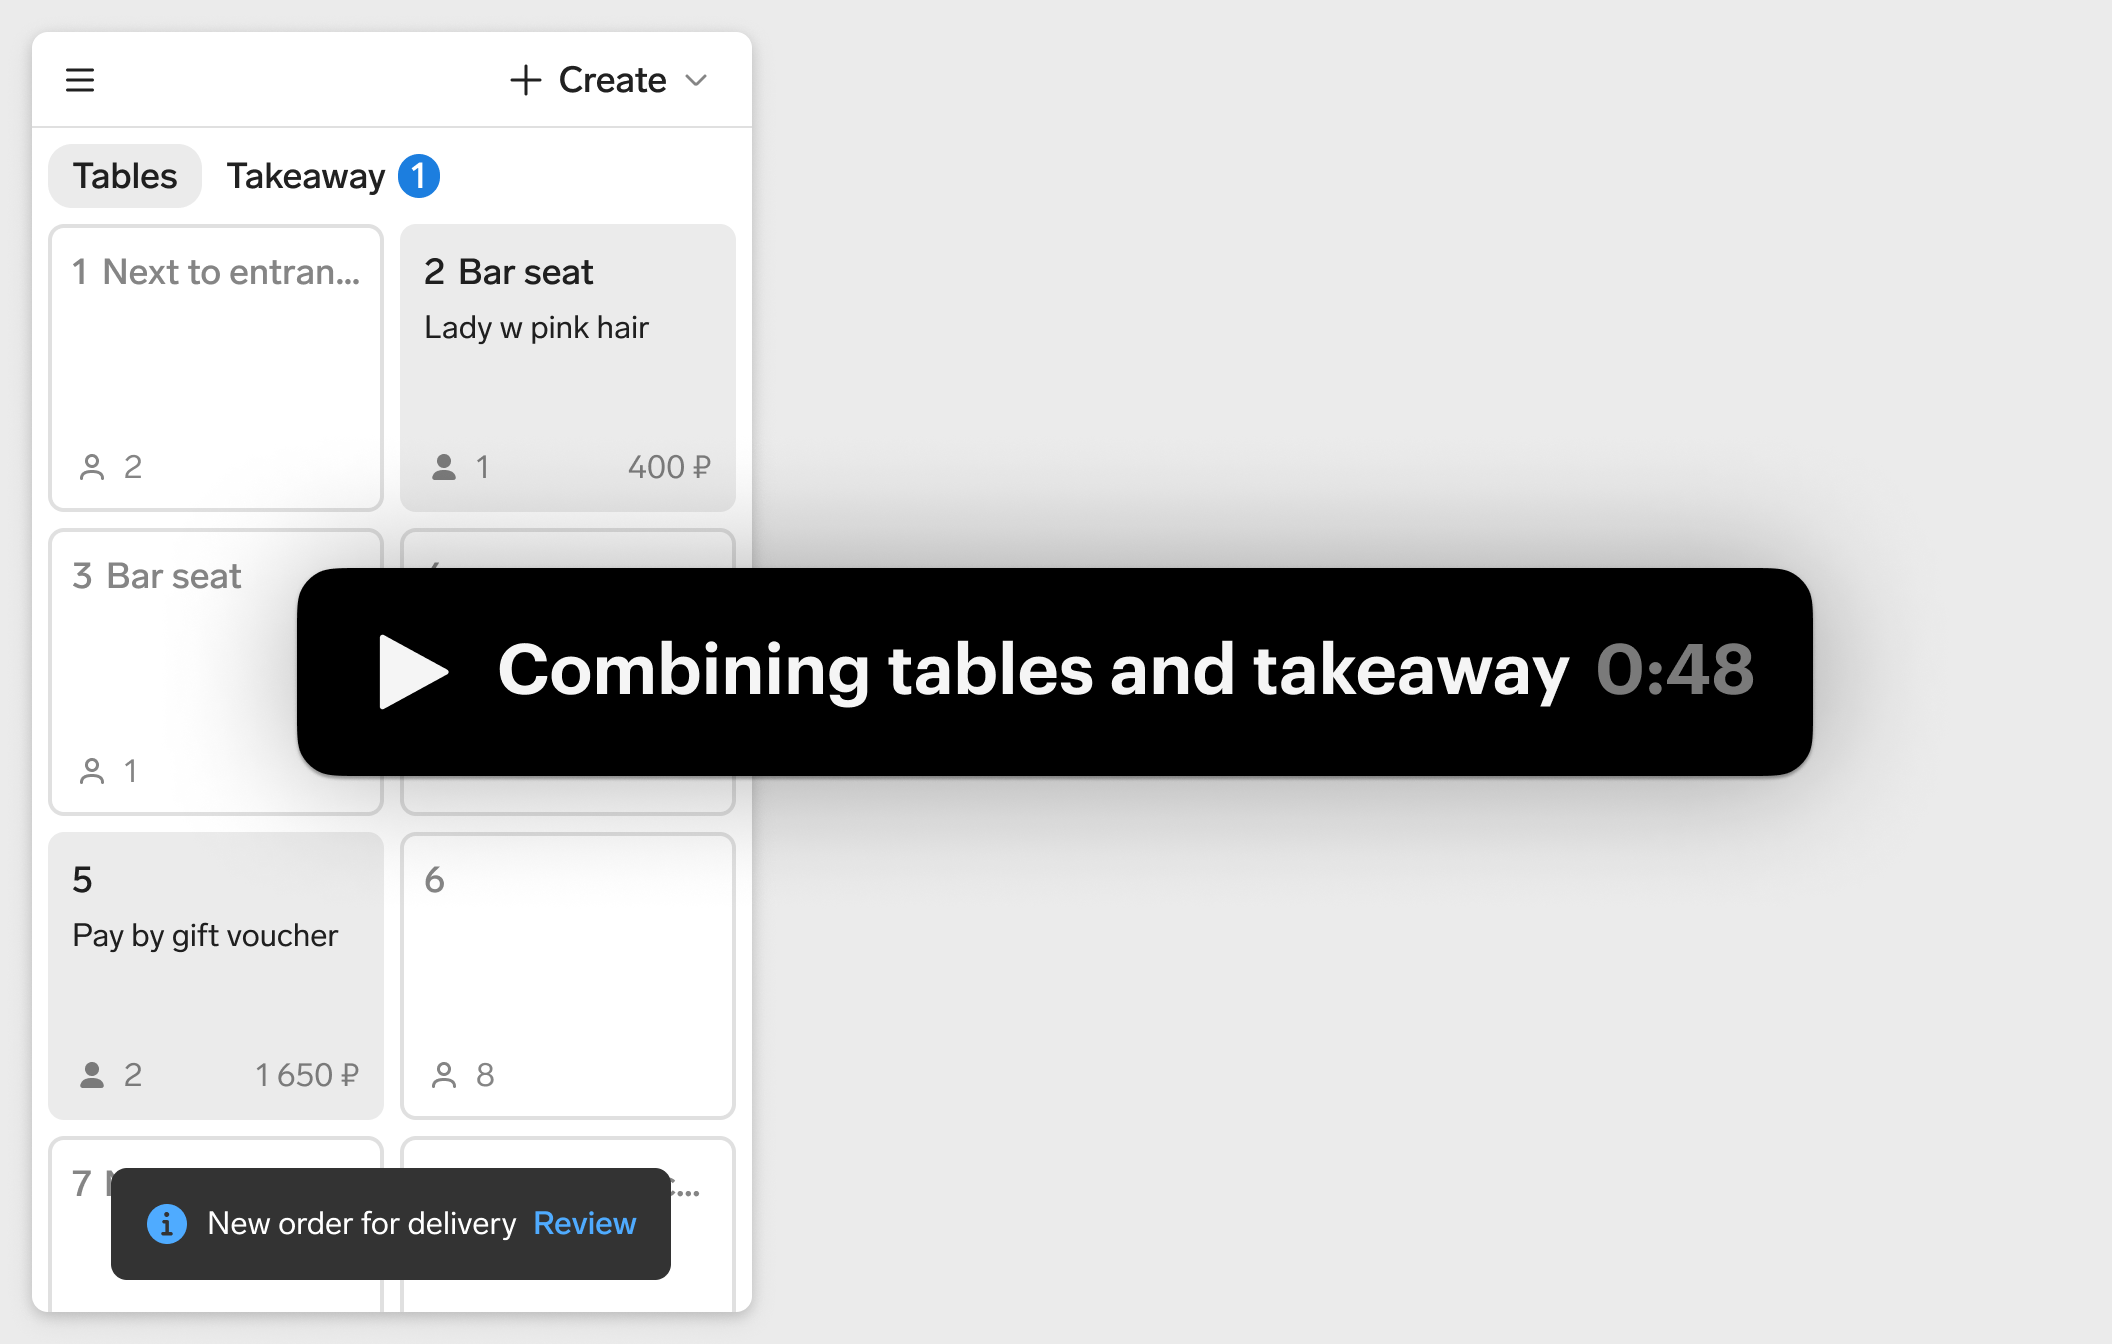 Create
Tables Takeaway 1
1 Next to entran...
2
2 Bar seat
Lady w pink hair
1 400 ₽
3 Bar seat
1
Combining tables and takeaway 0:48
5
Pay by gift voucher
2 1 650 ₽
6
8
7
New order for delivery Review